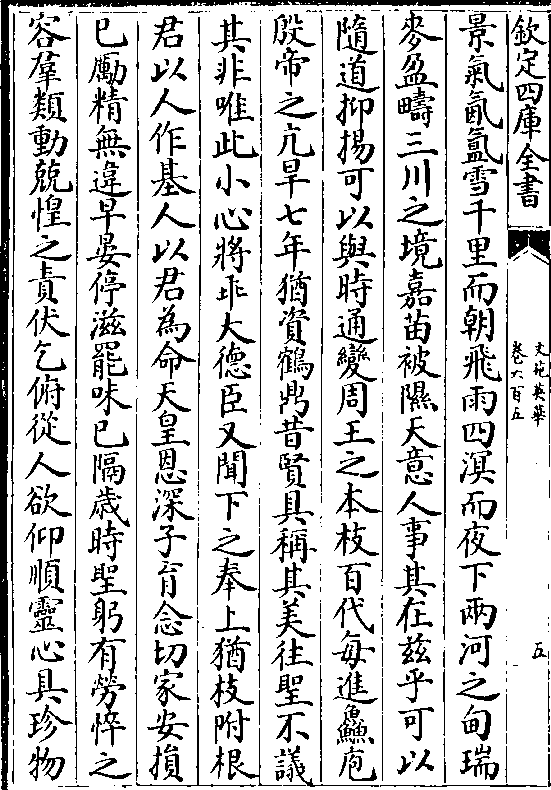 欽定四庫全書
文苑英華
卷六百五
五
景氣氤氳雪千里而朝飛雨四溟而夜下兩河之甸瑞
麥盈疇三川之境嘉苗被隰天意人事其在兹乎可以
隨道抑揚可以與時通變周王之本枝百代每進鱻庖
殷帝之亢旱七年猶資鶴鼎昔賢具稱其美往聖不議
其非唯此小心將乖大德臣又聞下之奉上猶枝附根
君以人作基人以君為命天皇恩深子育念切家安損
已勵精無違早晏停滋罷味已隔歳時聖躬有勞悴之
容羣類動兢惶之責伏乞俯從人欲仰順靈心具珍物